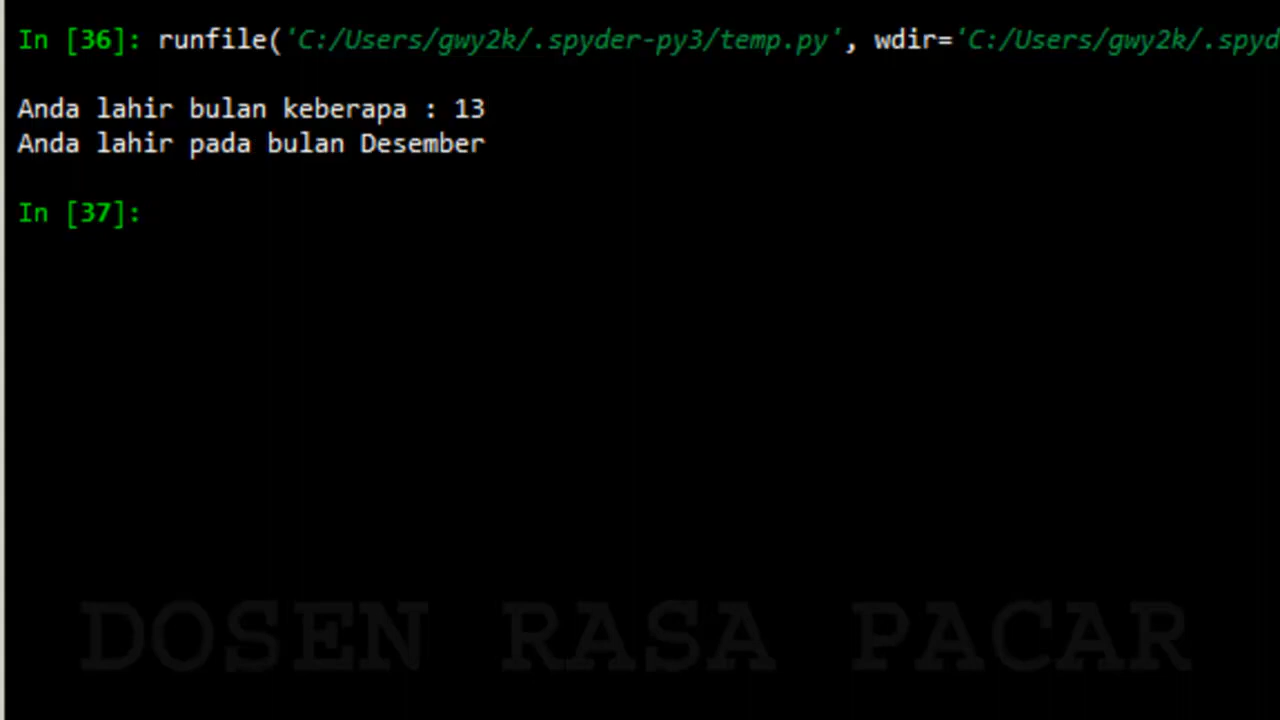 In [36]: runfile('C:/Users/gwy2k/.spyder-py3/temp.py', wdir='C:/Users/gwy2k/.spyd
Anda lahir bulan keberapa : 13
Anda lahir pada bulan Desember
In [37]:
DOSEN RASA PACAR